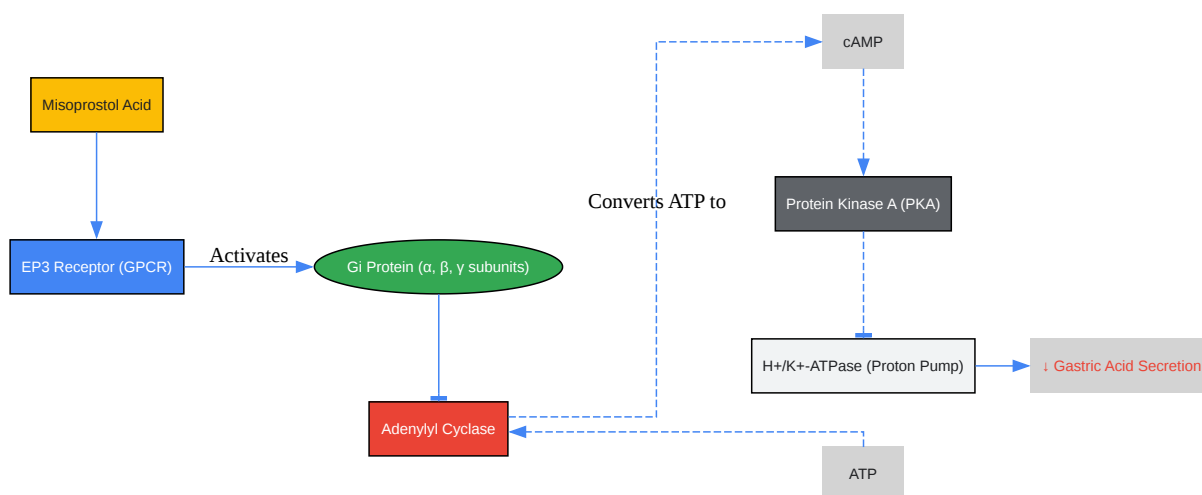 cAMP
Misoprostol Acid
Converts ATP to
Protein Kinase A (PKA)
EP3 Receptor (GPCR)
Activates
Gi Protein (α, β, γ subunits)
H+/K+-ATPase (Proton Pump)
↓ Gastric Acid Secretion
Adenylyl Cyclase
ATP